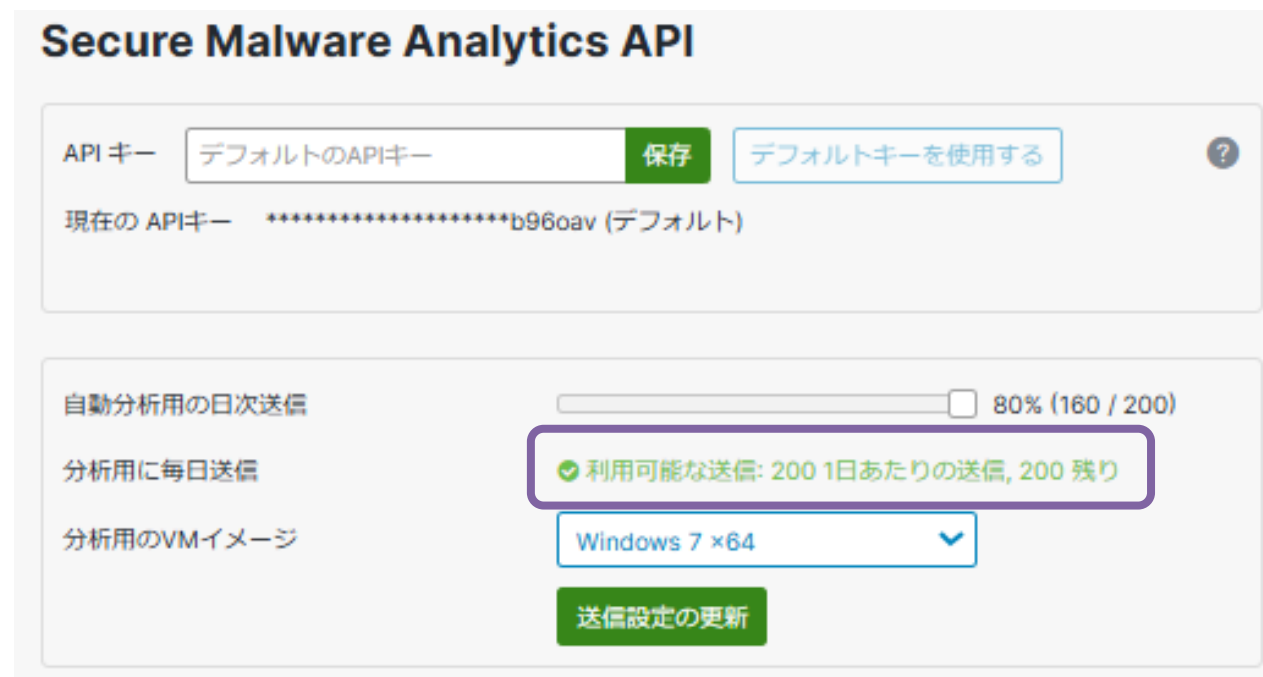 Secure Malware Analytics API
API キー デフォルトのAPIキー 保存 デフォルトキーを使用する ?
現在の APIキー ********************b96oav (デフォルト)
自動分析用の日次送信 80% (160 / 200)
分析用に毎日送信 利用可能な送信: 200 1日あたりの送信, 200 残り
分析用のVMイメージ Windows 7 ×64
送信設定の更新